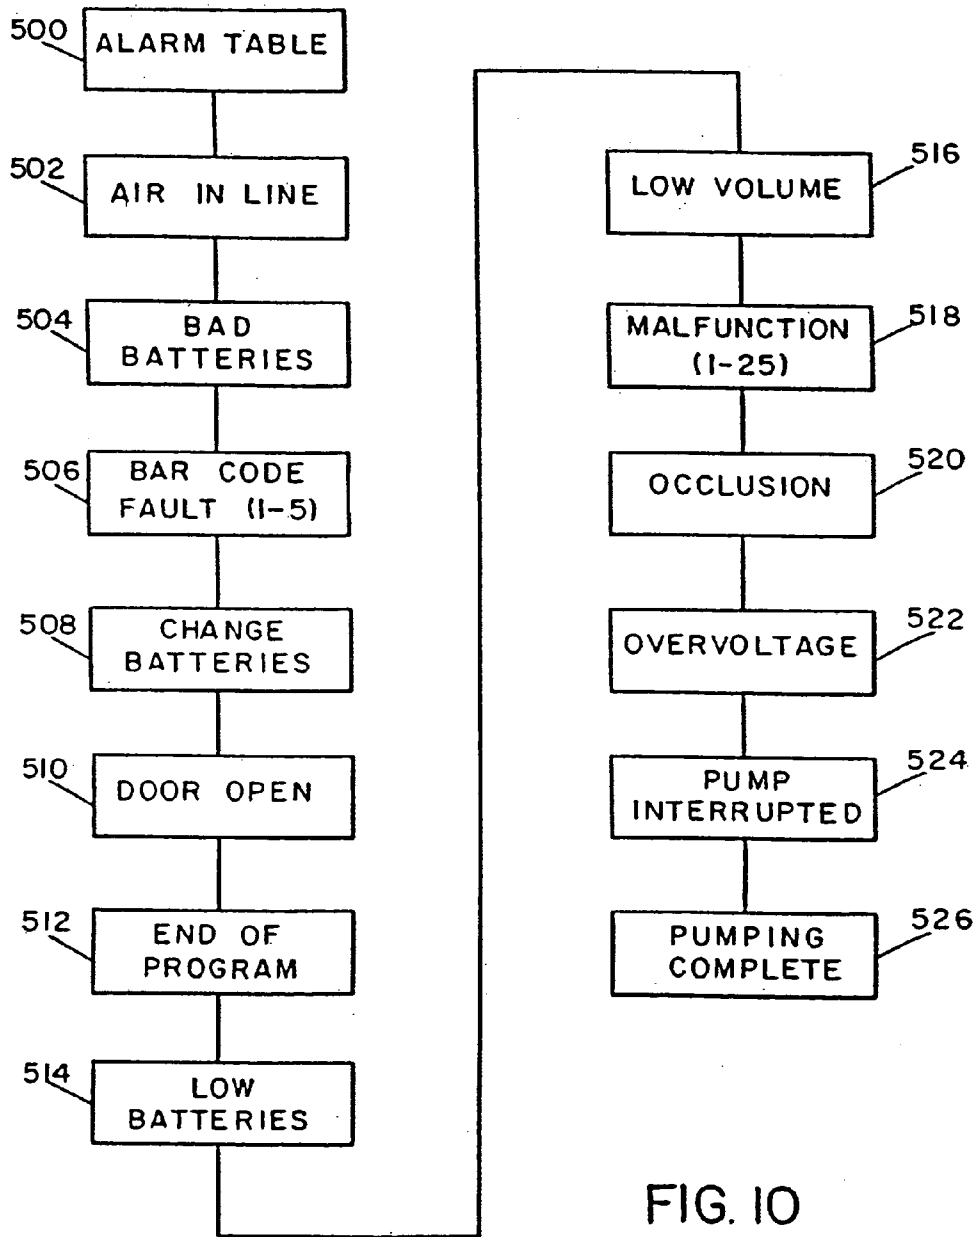 500
ALARM TABLE
502
AIR IN LINE
504
BAD
BATTERIES
506
BAR CODE
FAULT (1-5)
508
CHANGE
BATTERIES
510
DOOR OPEN
512
END OF
PROGRAM
514
LOW
BATTERIES
516
LOW VOLUME
518
MALFUNCTION
(1-25)
520
OCCLUSION
522
OVERVOLTAGE
524
PUMP
INTERRUPTED
526
PUMPING
COMPLETE
FIG. 10